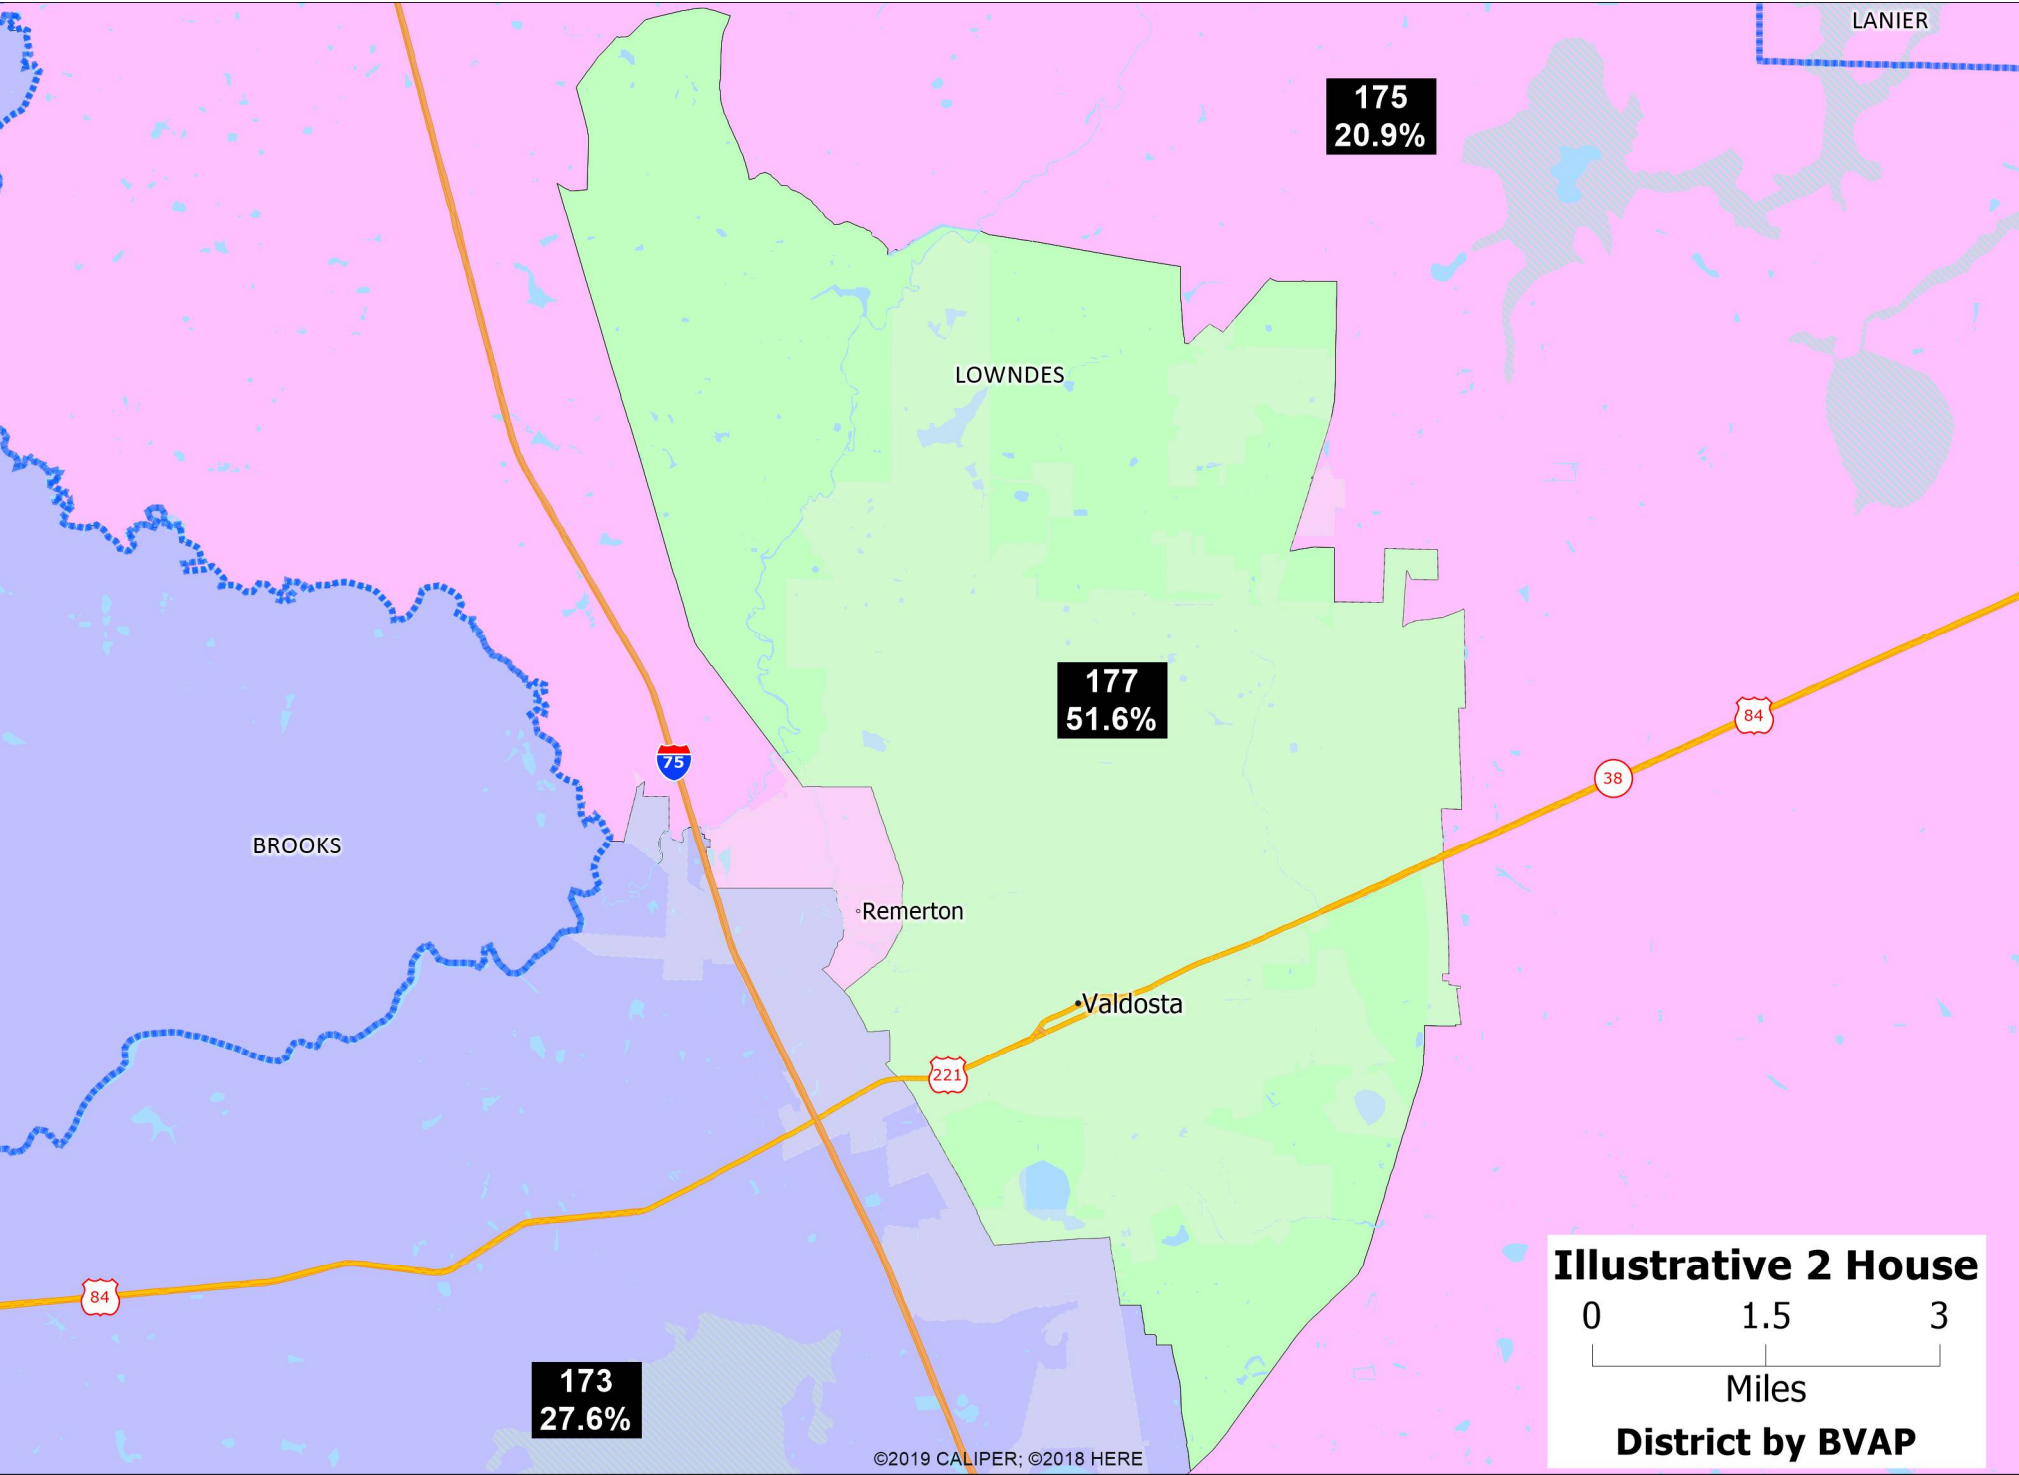 LANIER
175
20.9%
LOWNDES
177
51.6%
84
75
38
BROOKS
Remerton
Valdosta
221
84
Illustrative 2 House
0 1.5 3
Miles
District by BVAP
173
27.6%
©2019 CALIPER; ©2018 HERE